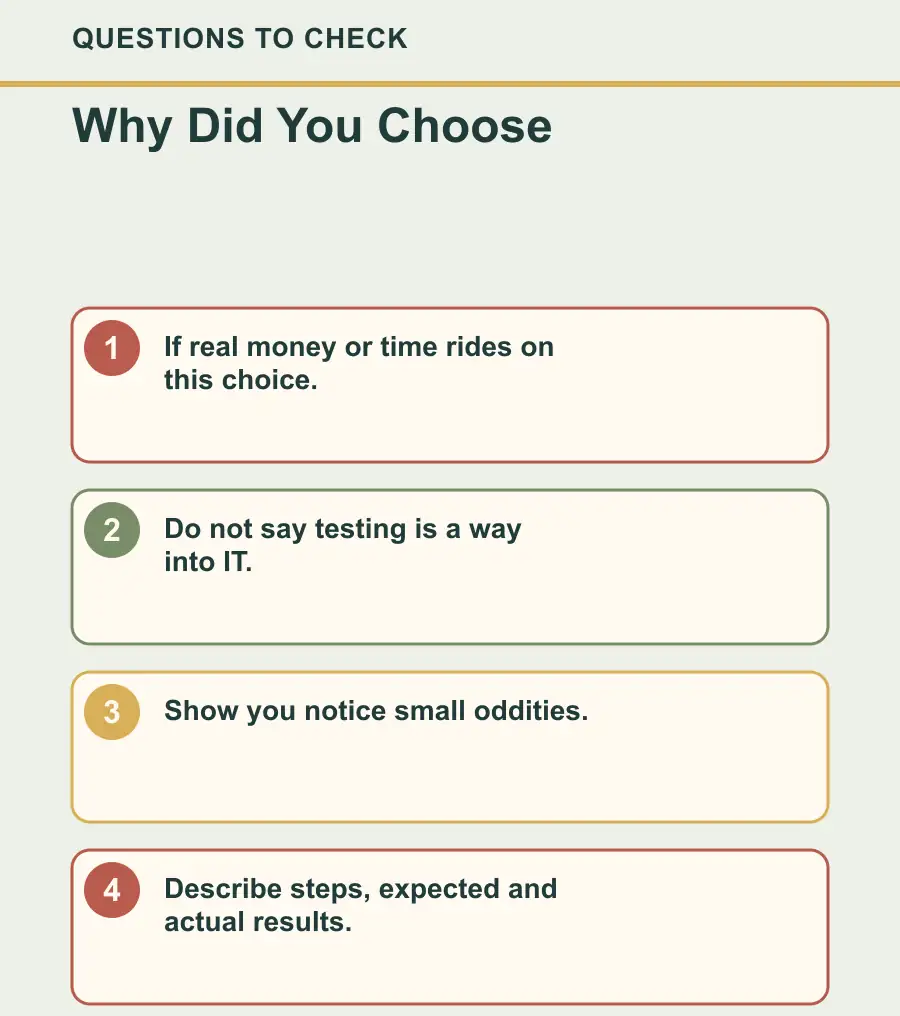 QUESTIONS TO CHECK
Why Did You Choose
1
If real money or time rides on
this choice.
2
Do not say testing is a way
into IT.
3
Show you notice small oddities.
4
Describe steps, expected and
actual results.